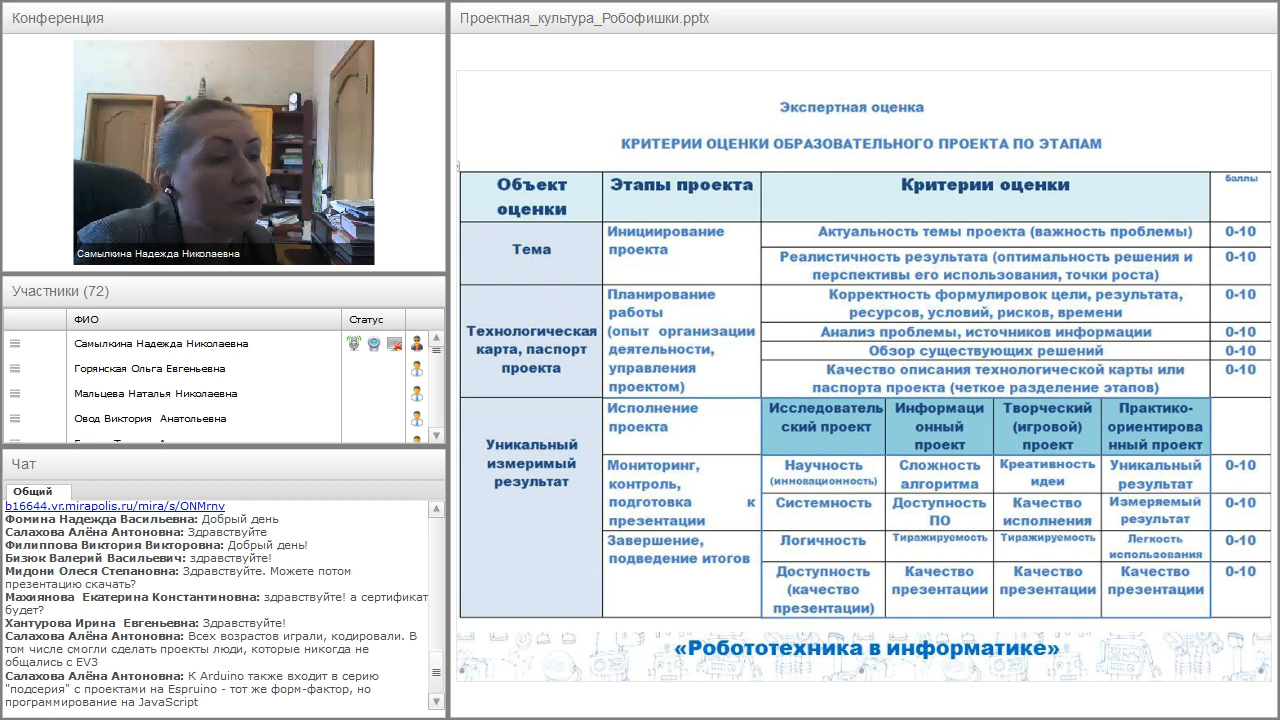 Конференция
Самылкина Надежда Николаевна
Участники (72)
ФИО
Статус
Самылкина Надежда Николаевна
Горянская Ольга Евгеньевна
Мальцева Наталья Николаевна
Овод Виктория Анатольевна
Чат
Общий
b16644.vr.mirapolis.ru/mira/s/ONMrnv
Фомина Надежда Васильевна: Добрый день
Салахова Алёна Антоновна: Здравствуйте
Филиппова Виктория Викторовна: Добрый день!
Бизюк Валерий Васильевич: здравствуйте!
Мидони Олеся Степановна: Здравствуйте. Можете потом
презентацию скачать?
Махиянова Екатерина Константиновна: здравствуйте! а сертификат
будет?
Хантурова Ирина Евгеньевна: Здравствуйте!
Салахова Алёна Антоновна: Всех возрастов играли, кодировали. В
том числе смогли сделать проекты люди, которые никогда не
общались с EV3
Салахова Алёна Антоновна: К Arduino также входит в серию
"подсерия" с проектами на Espruino - тот же форм-фактор, но
программирование на JavaScript
Проектная_культура_Робофишки.pptx
Экспертная оценка
КРИТЕРИИ ОЦЕНКИ ОБРАЗОВАТЕЛЬНОГО ПРОЕКТА ПО ЭТАПАМ
Объект
оценки
Этапы проекта
Критерии оценки
баллы
Тема
Инициирование
проекта
Актуальность темы проекта (важность проблемы)
0-10
Реалистичность результата (оптимальность решения и
перспективы его использования, точки роста)
0-10
Технологическая
карта, паспорт
проекта
Планирование
работы
(опыт организации
деятельности,
управления
проектом)
Корректность формулировок цели, результата,
ресурсов, условий, рисков, времени
0-10
Анализ проблемы, источников информации
0-10
Обзор существующих решений
0-10
Качество описания технологической карты или
паспорта проекта (четкое разделение этапов)
0-10
Уникальный
измеримый
результат
Исполнение
проекта
Исследователь
ский проект
Информаци
онный
проект
Творческий
(игровой)
проект
Практико-
ориентирова
нный проект
Мониторинг,
контроль,
подготовка к
презентации
Научность
(инновационность)
Сложность
алгоритма
Креативность
идеи
Уникальный
результат
0-10
Системность
Доступность
ПО
Качество
исполнения
Измеряемый
результат
0-10
Завершение,
подведение итогов
Логичность
Тиражируемость
Тиражируемость
Легкость
использования
0-10
Доступность
(качество
презентации)
Качество
презентации
Качество
презентации
Качество
презентации
0-10
«Робототехника в информатике»